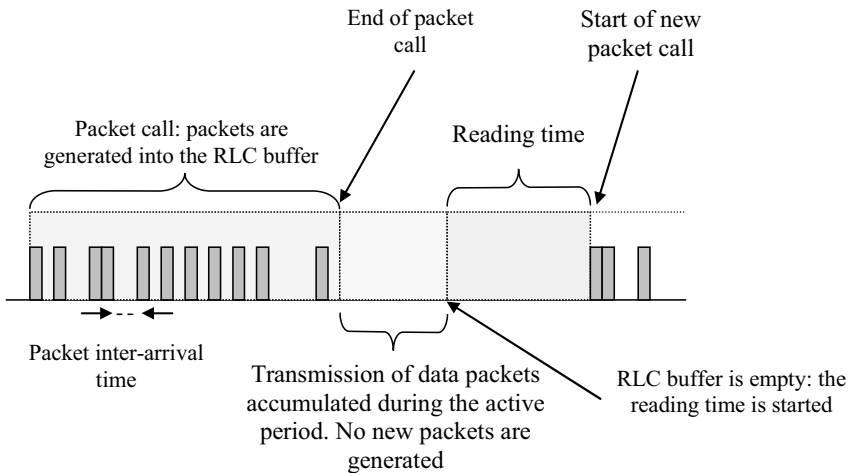 End of packet
call
Start of new
packet call
Packet call: packets are
generated into the RLC buffer
Reading time
Packet inter-arrival
time
Transmission of data packets
accumulated during the active
period. No new packets are
generated
RLC buffer is empty: the
reading time is started